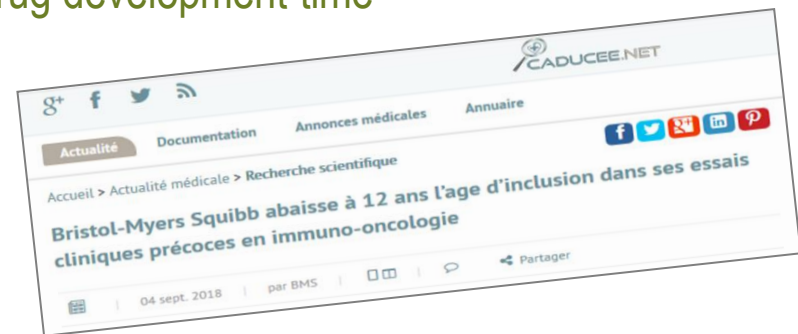 rug development time
CADUCEE.NET
Actualité Documentation Annonces médicales Annuaire
Accueil > Actualité médicale > Recherche scientifique
Bristol-Myers Squibb abaisse à 12 ans l'age d'inclusion dans ses essais
cliniques précoces en immuno-oncologie
04 sept. 2018 par BMS Partager